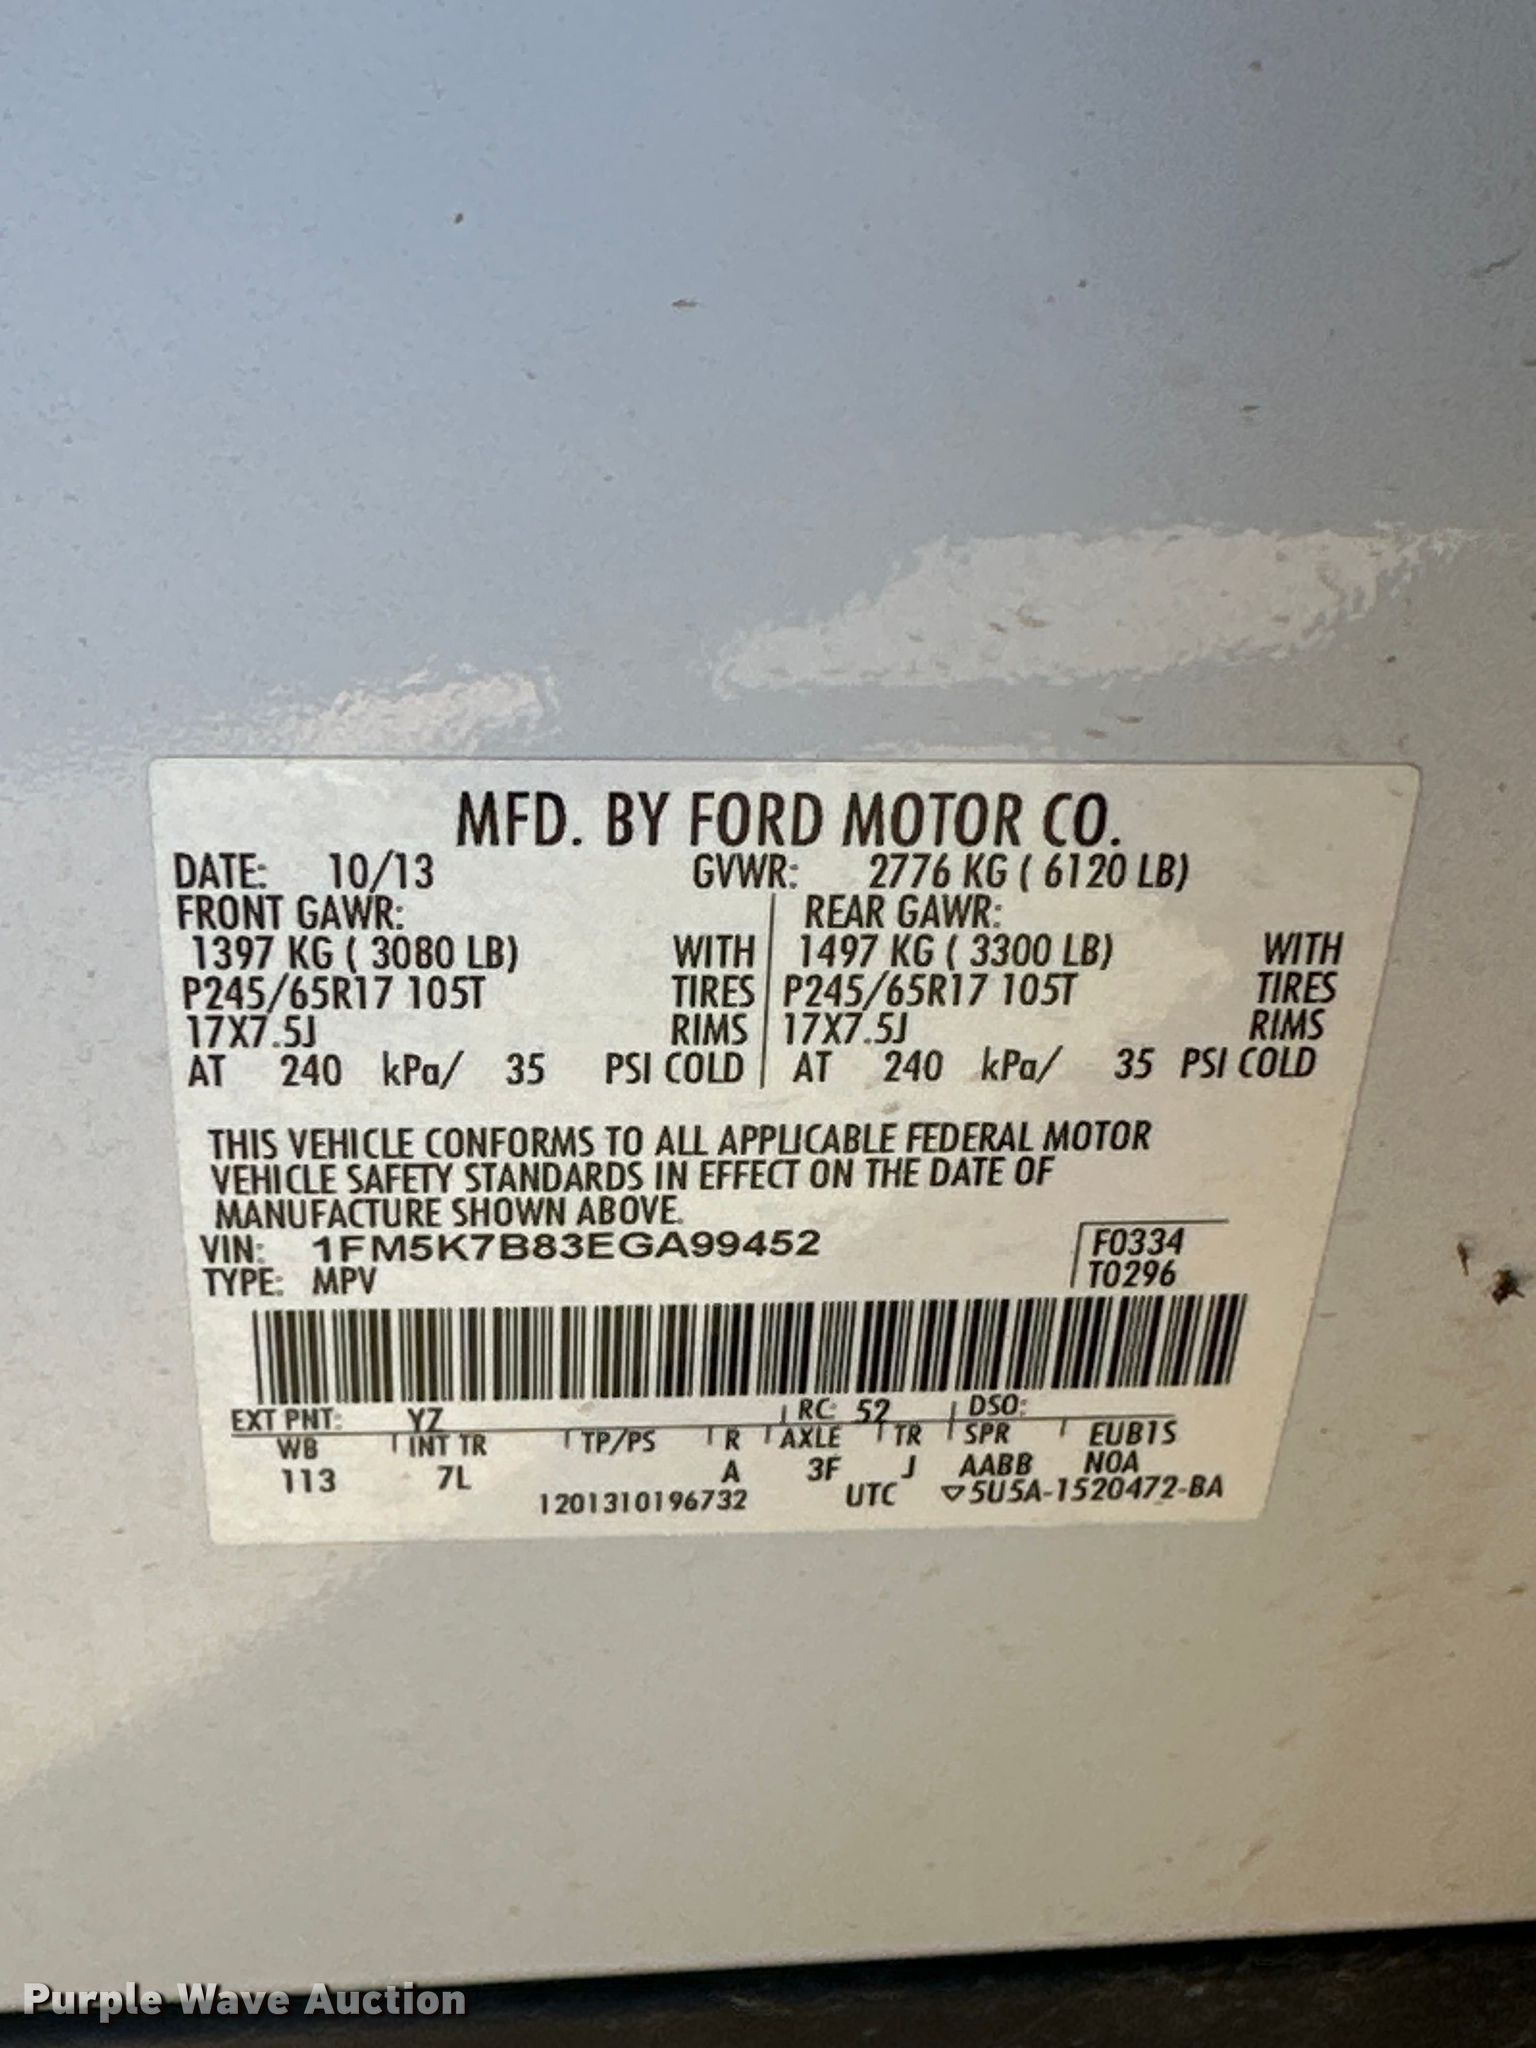 MFD. BY FORD MOTOR CO.
DATE: 10/13 GVWR: 2776 KG ( 6120 LB)
FRONT GAWR: REAR GAWR:
1397 KG ( 3080 LB) WITH 1497 KG ( 3300 LB) WITH
P245/65R17 105T TIRES P245/65R17 105T TIRES
17X7.5J RIMS 17X7.5J RIMS
AT 240 kPa/ 35 PSI COLD AT 240 kPa/ 35 PSI COLD
THIS VEHICLE CONFORMS TO ALL APPLICABLE FEDERAL MOTOR
VEHICLE SAFETY STANDARDS IN EFFECT ON THE DATE OF
MANUFACTURE SHOWN ABOVE.
VIN: 1FM5K7B83EGA99452 F0334
TYPE: MPV T0296
EXT PNT: YZ RC: 52 DSO:
WB INT TR TP/PS R AXLE TR SPR EUB1S
113 7L A 3F J AABB N0A
1201310196732 UTC ▽5U5A-1520472-BA
Purple Wave Auction